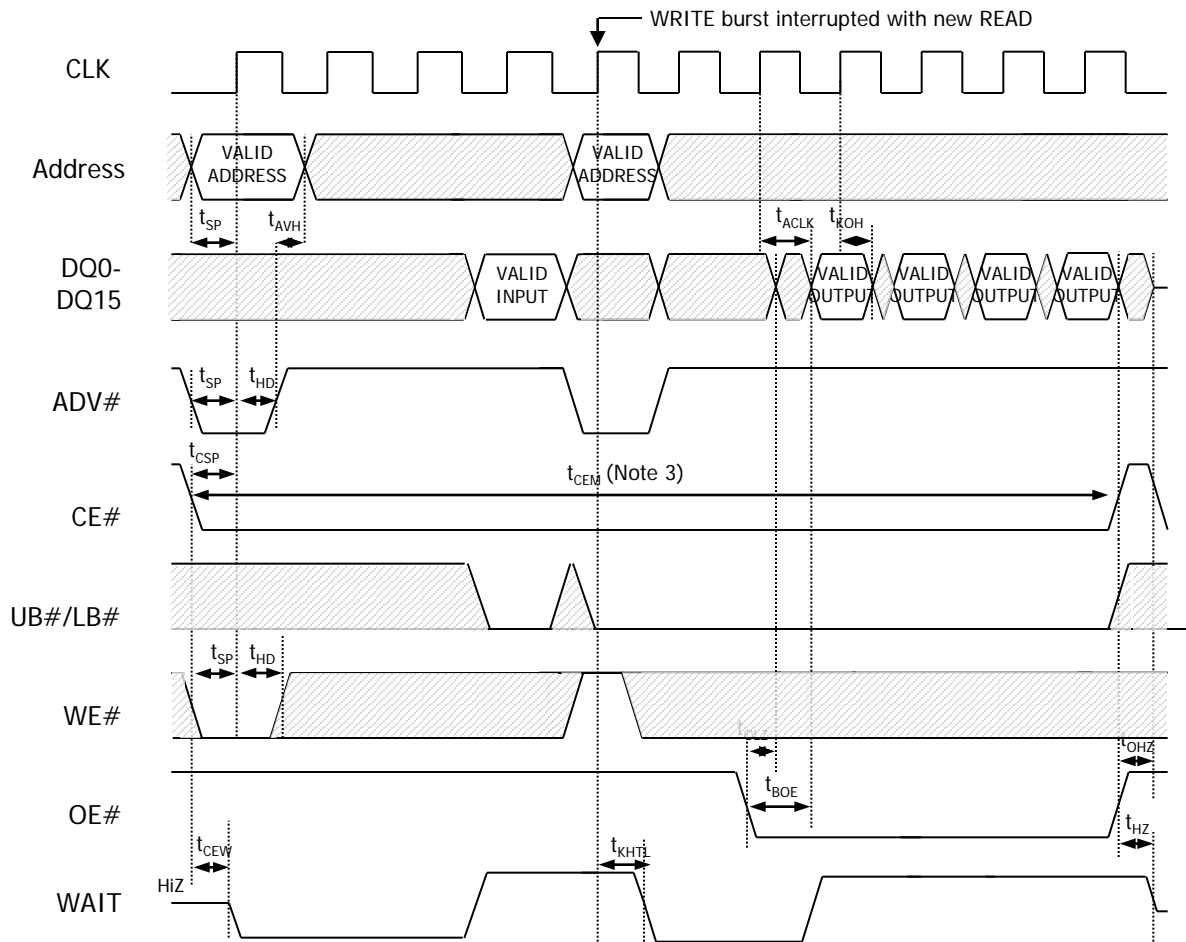 WRITE burst interrupted with new READ
CLK
Address
VALID
ADDRESS
VALID
ADDRESS
tSP
tAVH
tACLK
tKOH
DQ0-
DQ15
VALID
INPUT
VALID
OUTPUT
VALID
OUTPUT
VALID
OUTPUT
VALID
OUTPUT
ADV#
tSP
tHD
tCSP
CE#
tCEM (Note 3)
UB#/LB#
tSP
tHD
WE#
tOLZ
tOHZ
OE#
tBOE
tCEW
tKHTL
tHZ
HiZ
WAIT